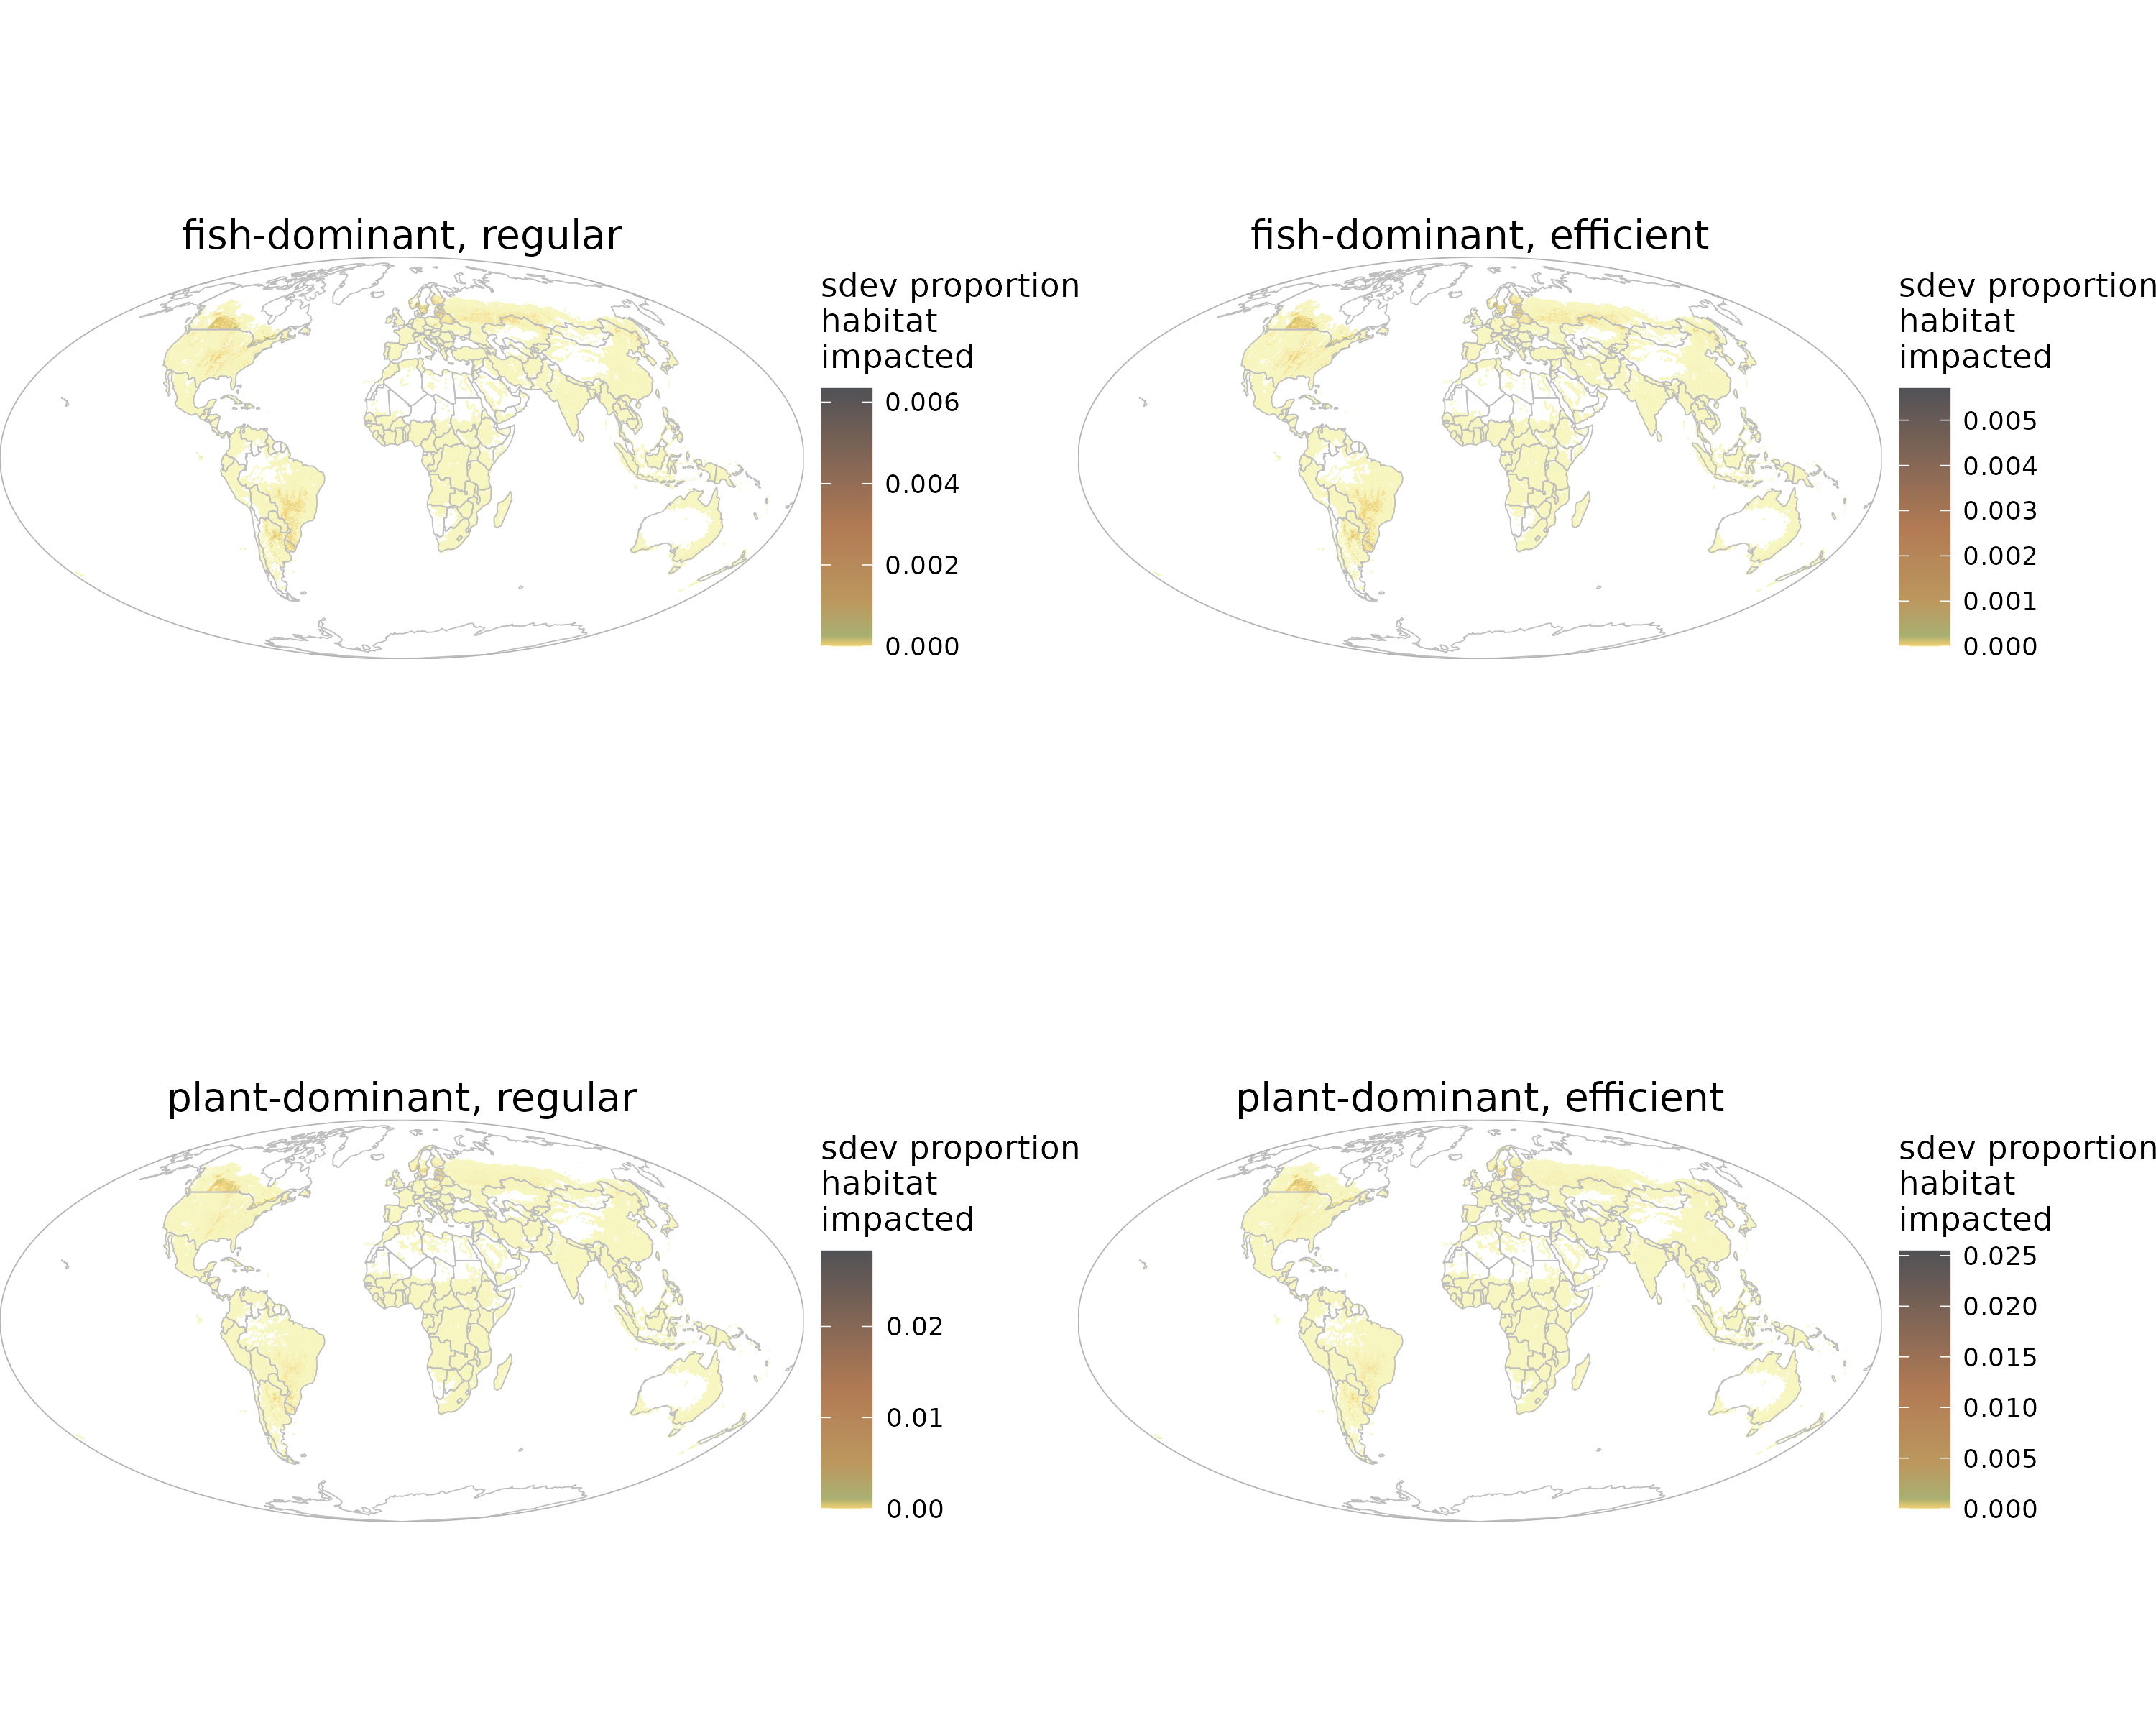 fish-dominant, regular
sdev proportion
habitat
impacted
0.006
0.004
0.002
0.000
fish-dominant, efficient
sdev proportion
habitat
impacted
0.005
0.004
0.003
0.002
0.001
0.000
plant-dominant, regular
sdev proportion
habitat
impacted
0.02
0.01
0.00
plant-dominant, efficient
sdev proportion
habitat
impacted
0.025
0.020
0.015
0.010
0.005
0.000